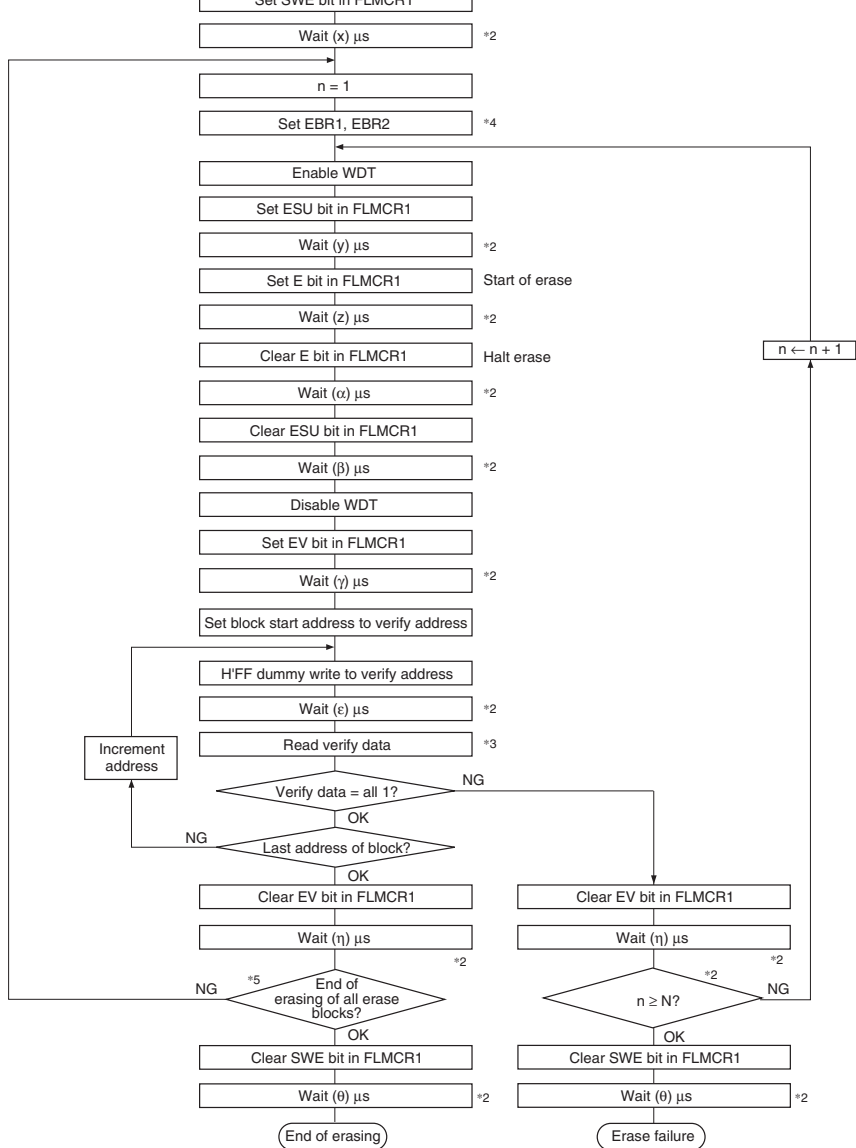 Set SWE bit in FLMCR1
Wait (x) μs
*2
n = 1
Set EBR1, EBR2
*4
Enable WDT
Set ESU bit in FLMCR1
Wait (y) μs
*2
Set E bit in FLMCR1
Start of erase
Wait (z) μs
*2
n ← n + 1
Clear E bit in FLMCR1
Halt erase
Wait (α) μs
*2
Clear ESU bit in FLMCR1
Wait (β) μs
*2
Disable WDT
Set EV bit in FLMCR1
Wait (γ) μs
*2
Set block start address to verify address
H'FF dummy write to verify address
Wait (ε) μs
*2
Increment
address
Read verify data
*3
Verify data = all 1?
NG
OK
NG
Last address of block?
OK
Clear EV bit in FLMCR1
Wait (η) μs
*2
NG
*5
End of
erasing of all erase
blocks?
OK
Clear SWE bit in FLMCR1
Wait (θ) μs
*2
End of erasing
Clear EV bit in FLMCR1
Wait (η) μs
*2
*2
n ≥ N?
NG
OK
Clear SWE bit in FLMCR1
Wait (θ) μs
*2
Erase failure